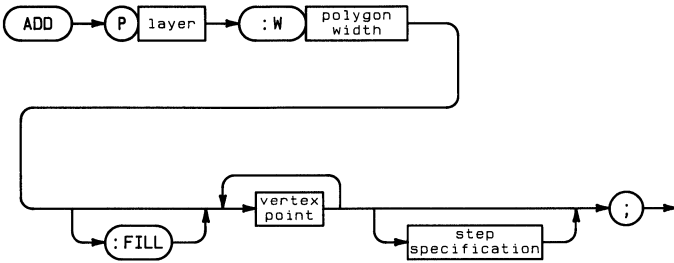 ADD P layer :W polygon width
:FILL vertex point step specification ;